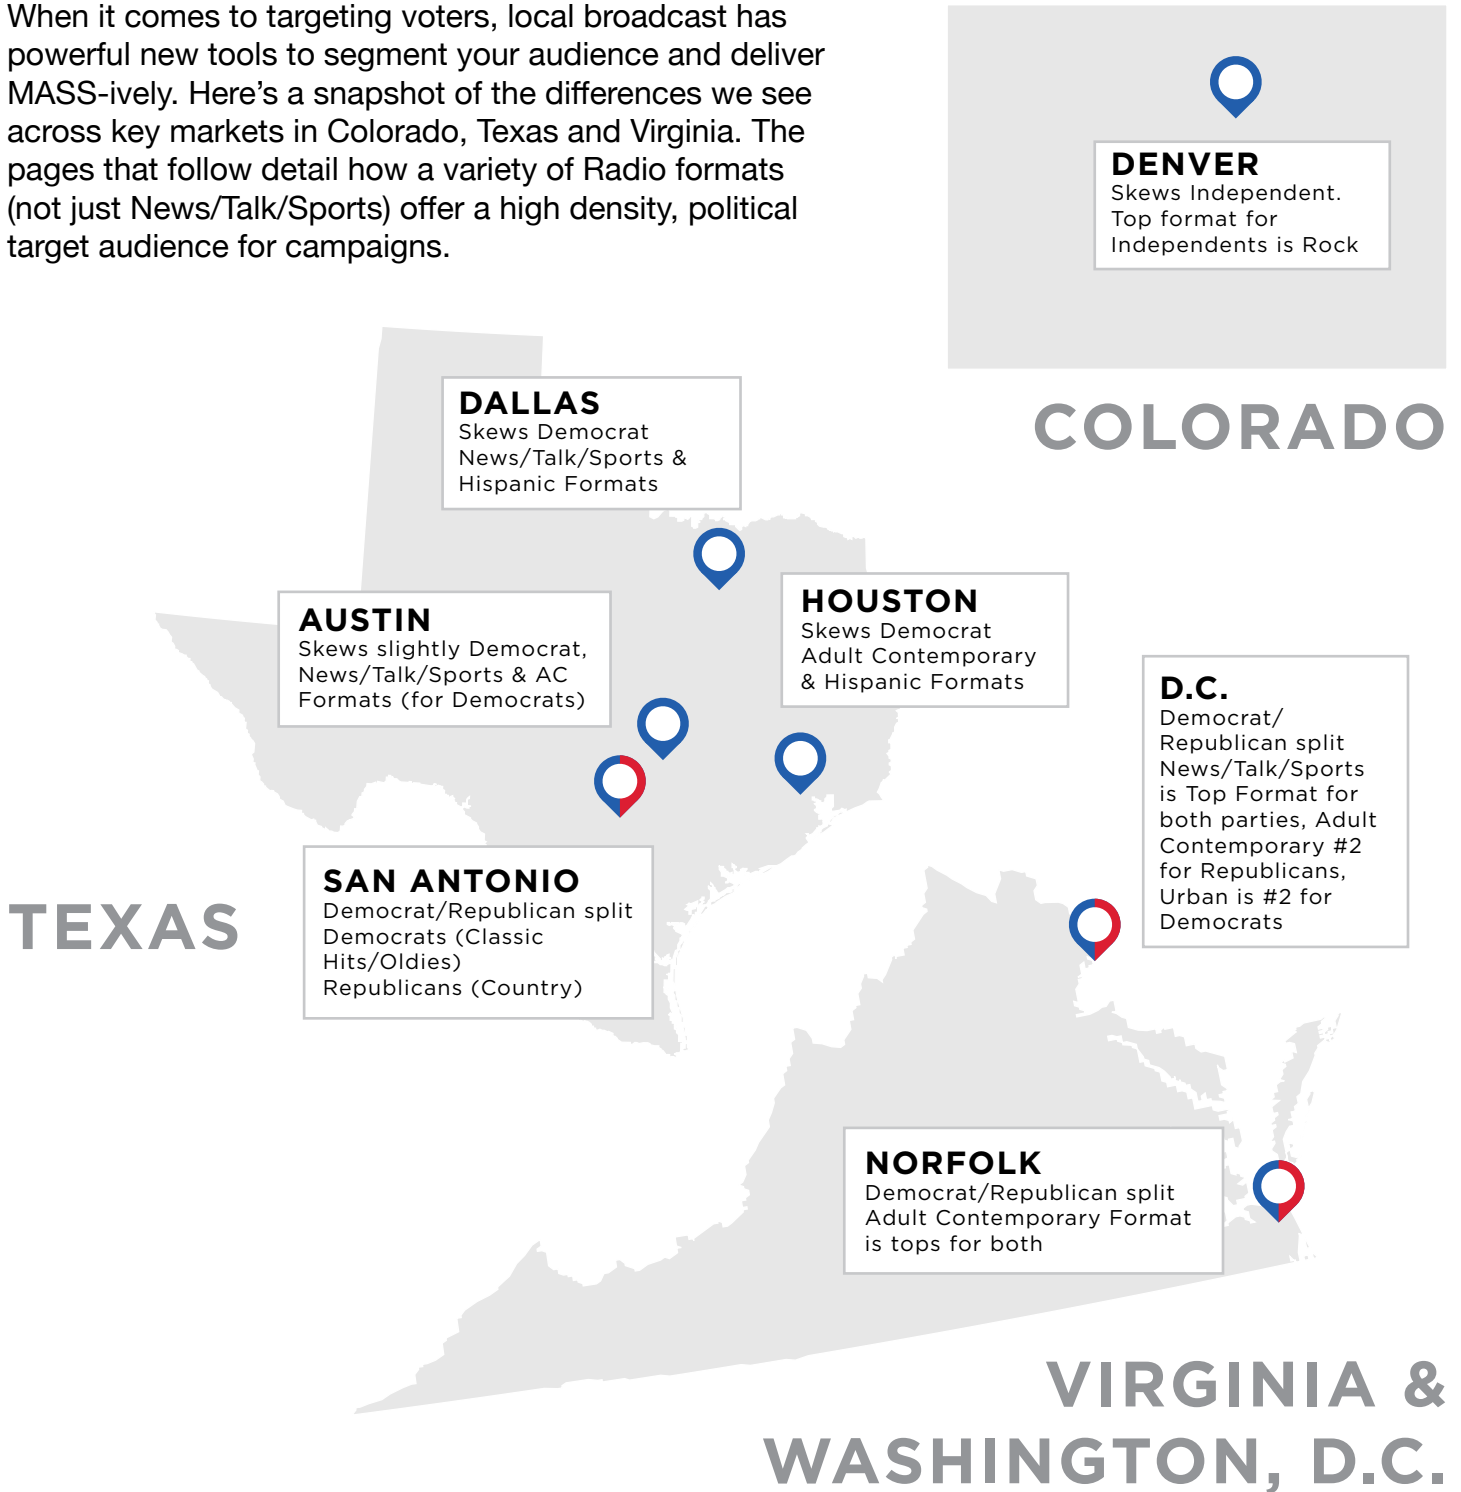 When it comes to targeting voters, local broadcast has
powerful new tools to segment your audience and deliver
MASS-ively. Here’s a snapshot of the differences we see
across key markets in Colorado, Texas and Virginia. The
pages that follow detail how a variety of Radio formats
(not just News/Talk/Sports) offer a high density, political
target audience for campaigns.
DENVER
Skews Independent.
Top format for
Independents is Rock
COLORADO
DALLAS
Skews Democrat
News/Talk/Sports &
Hispanic Formats
AUSTIN
Skews slightly Democrat,
News/Talk/Sports & AC
Formats (for Democrats)
HOUSTON
Skews Democrat
Adult Contemporary
& Hispanic Formats
SAN ANTONIO
Democrat/Republican split
Democrats (Classic
Hits/Oldies)
Republicans (Country)
TEXAS
D.C.
Democrat/
Republican split
News/Talk/Sports
is Top Format for
both parties, Adult
Contemporary #2
for Republicans,
Urban is #2 for
Democrats
NORFOLK
Democrat/Republican split
Adult Contemporary Format
is tops for both
VIRGINIA &
WASHINGTON, D.C.